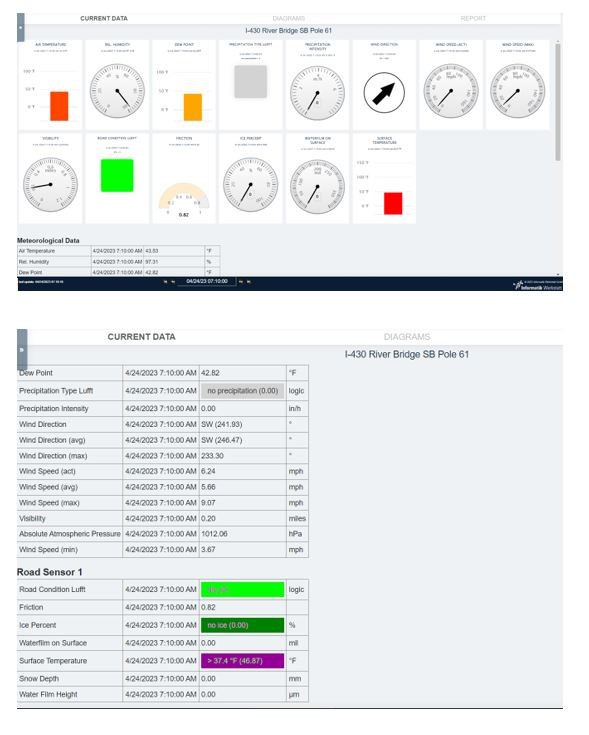 CURRENT DATA DIAGRAMS REPORT
I-430 River Bridge SB Pole 61
AIR TEMPERATURE REL. HUMIDITY DEW POINT PRECIPITATION TYPE LUFFT PRECIPITATION INTENSITY WIND DIRECTION WIND SPEED (ACT) WIND SPEED (MAX)
100 °F
50 °F
0 °F
100 °F
50 °F
0 °F
VISIBILITY ROAD CONDITION LUFFT FRICTION ICE PERCENT WATERFILM ON SURFACE SURFACE TEMPERATURE
0.82
Meteorological Data
Air Temperature 4/24/2023 7:10:00 AM 43.53 °F
Rel. Humidity 4/24/2023 7:10:00 AM 97.31 %
Dew Point 4/24/2023 7:10:00 AM 42.82 °F
04/24/23 07:10:00
Informatik Werkstatt
CURRENT DATA DIAGRAMS
»
I-430 River Bridge SB Pole 61
Dew Point 4/24/2023 7:10:00 AM 42.82 °F
Precipitation Type Lufft 4/24/2023 7:10:00 AM no precipitation (0.00) logic
Precipitation Intensity 4/24/2023 7:10:00 AM 0.00 in/h
Wind Direction 4/24/2023 7:10:00 AM SW (241.93) °
Wind Direction (avg) 4/24/2023 7:10:00 AM SW (246.47) °
Wind Direction (max) 4/24/2023 7:10:00 AM 233.30 °
Wind Speed (act) 4/24/2023 7:10:00 AM 6.24 mph
Wind Speed (avg) 4/24/2023 7:10:00 AM 5.66 mph
Wind Speed (max) 4/24/2023 7:10:00 AM 9.07 mph
Visibility 4/24/2023 7:10:00 AM 0.20 miles
Absolute Atmospheric Pressure 4/24/2023 7:10:00 AM 1012.06 hPa
Wind Speed (min) 4/24/2023 7:10:00 AM 3.67 mph
Road Sensor 1
Road Condition Lufft 4/24/2023 7:10:00 AM logic
Friction 4/24/2023 7:10:00 AM 0.82
Ice Percent 4/24/2023 7:10:00 AM no ice (0.00) %
Waterfilm on Surface 4/24/2023 7:10:00 AM 0.00 mil
Surface Temperature 4/24/2023 7:10:00 AM > 37.4 °F (46.87) °F
Snow Depth 4/24/2023 7:10:00 AM 0.00 mm
Water Film Height 4/24/2023 7:10:00 AM 0.00 µm